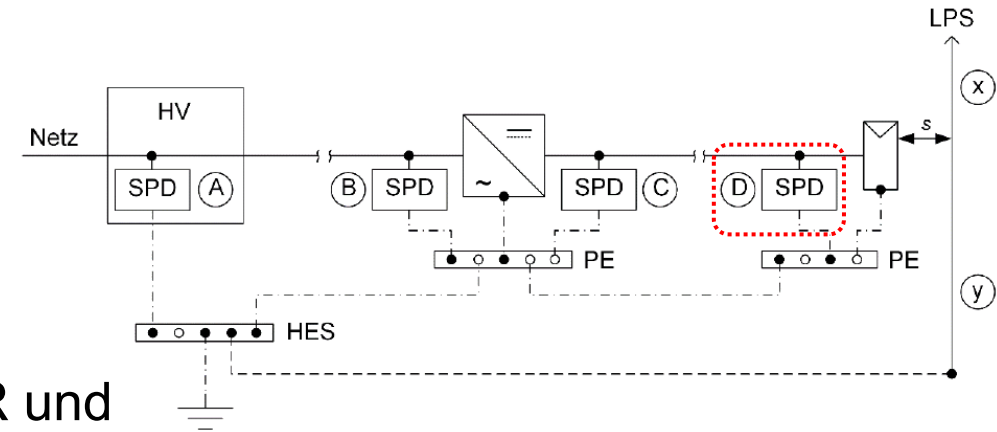 LPS
x
HV
Netz
s
SPD A
B SPD
~
SPD C
D SPD
PE
PE
y
HES
R und